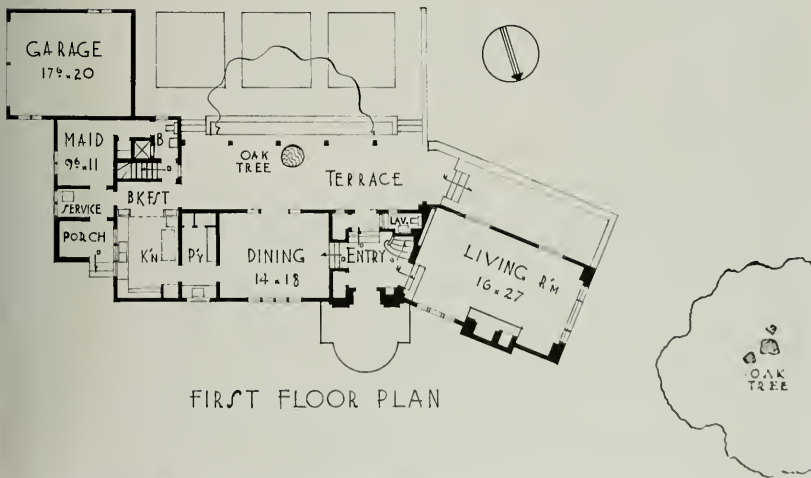 GARAGE
17⁶ x 20
MAID
9⁶ x 11
B
OAK
TREE
TERRACE
BKFST
SERVICE
PORCH
K'N
P'Y
DINING
14 x 18
LAV.
ENTRY
LIVING R'M
16 x 27
OAK
TREE
FIRST FLOOR PLAN